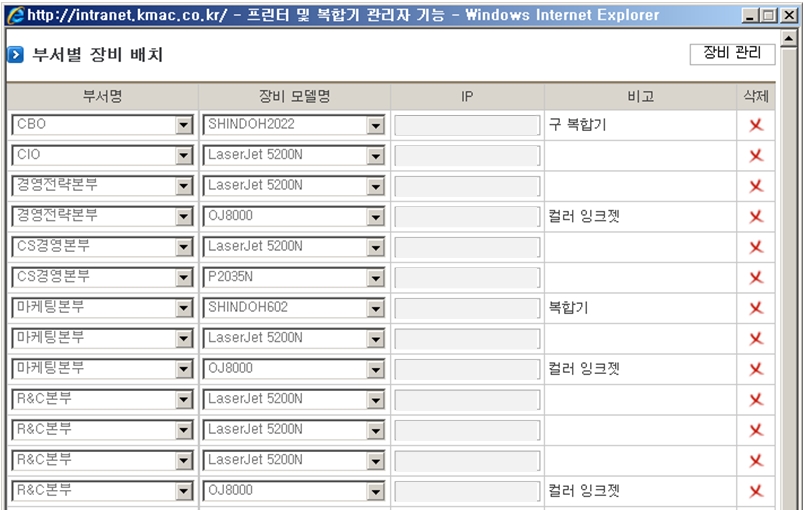 http://intranet.kmac.co.kr/ - 프린터 및 복합기 관리자 기능 - Windows Internet Explorer
부서별 장비 배치 장비 관리
부서명 장비 모델명 IP 비고 삭제
CBO SHINDOH2022 구 복합기
CIO LaserJet 5200N
경영전략본부 LaserJet 5200N
경영전략본부 OJ8000 컬러 잉크젯
CS경영본부 LaserJet 5200N
CS경영본부 P2035N
마케팅본부 SHINDOH602 복합기
마케팅본부 LaserJet 5200N
마케팅본부 OJ8000 컬러 잉크젯
R&C본부 LaserJet 5200N
R&C본부 LaserJet 5200N
R&C본부 LaserJet 5200N
R&C본부 OJ8000 컬러 잉크젯